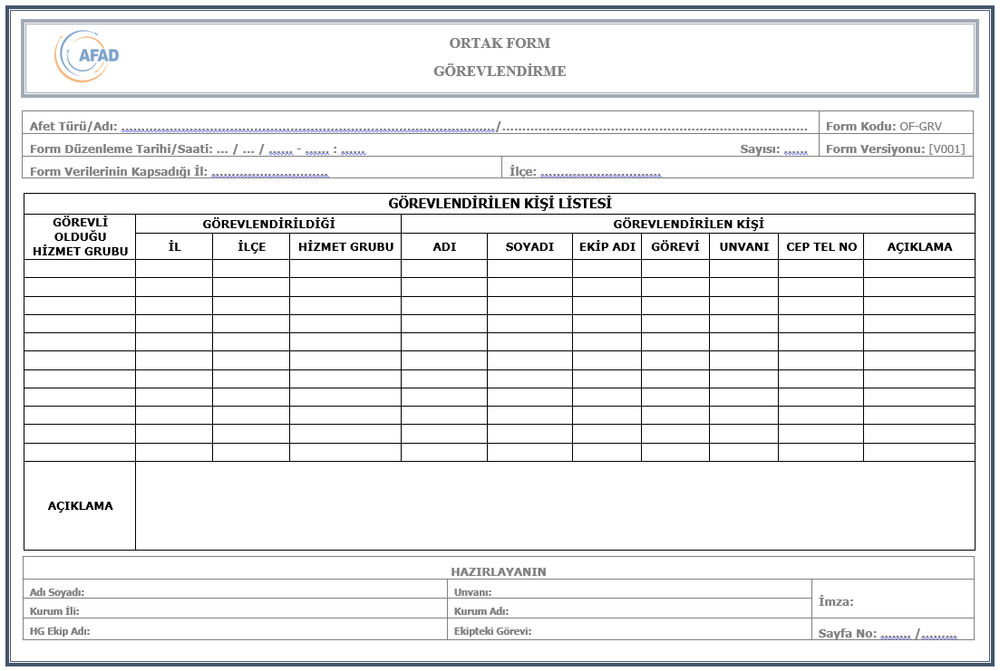 AFAD
ORTAK FORM
GÖREVLENDİRME
Afet Türü/Adı: ……………………………………………………………………………/……………………………………………………………… Form Kodu: OF-GRV
Form Düzenleme Tarihi/Saati: ... / ... / ...... - ...... : ...... Sayısı: ...... Form Versiyonu: [V001]
Form Verilerinin Kapsadığı İl: ............................. İlçe: ..............................
GÖREVLENDİRİLEN KİŞİ LİSTESİ
GÖREVLİ OLDUĞU HİZMET GRUBU GÖREVLENDİRİLDİĞİ GÖREVLENDİRİLEN KİŞİ
İL İLÇE HİZMET GRUBU ADI SOYADI EKİP ADI GÖREVİ UNVANI CEP TEL NO AÇIKLAMA
AÇIKLAMA
HAZIRLAYANIN
Adı Soyadı: Unvanı:
İmza:
Kurum İli: Kurum Adı:
HG Ekip Adı: Ekipteki Görevi: Sayfa No: ........ /.........